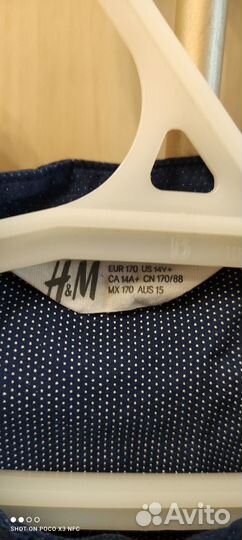 H&M
EUR 170 US 14Y+
CA 14A+ CN 170/88
MX 170 AUS 15
SHOT ON POCO X3 NFC
Avito